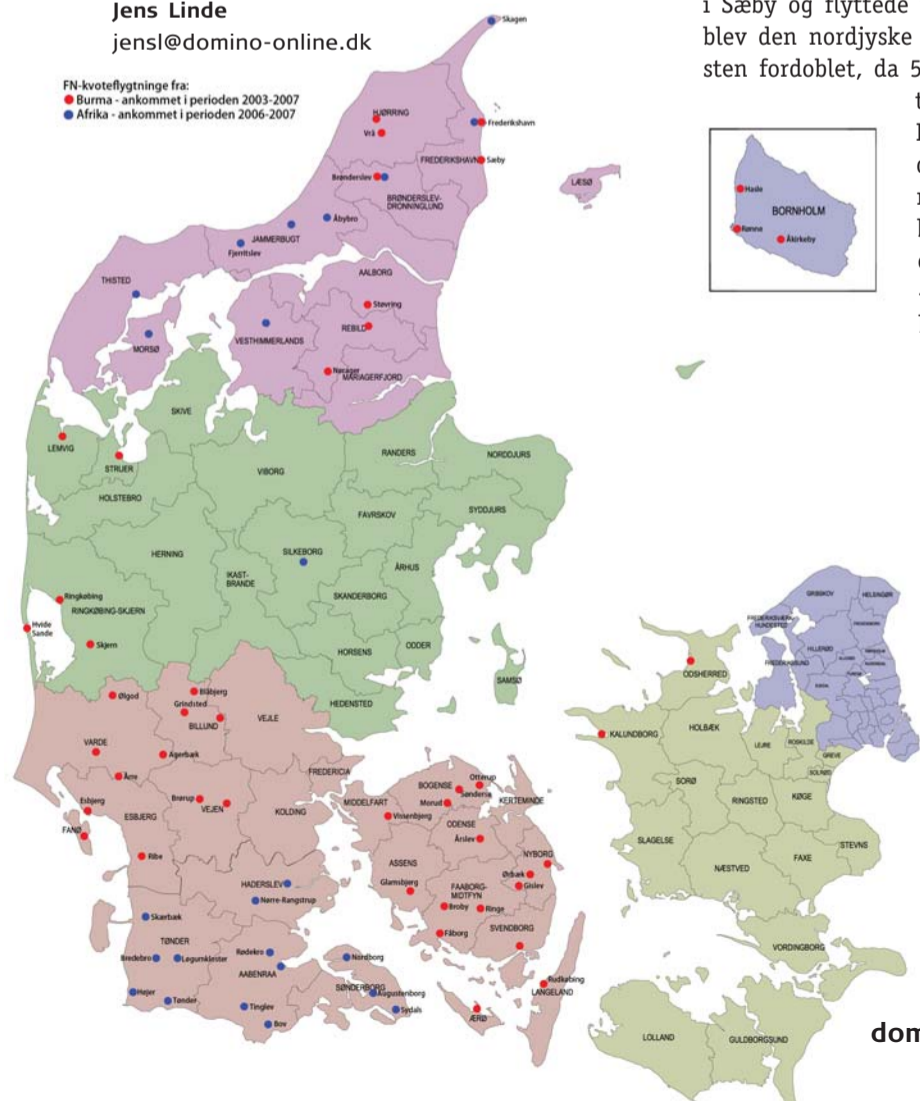 Jens Linde
jensl@domino-online.dk
i Sæby og flyttede
blev den nordjyske
sten fordoblet, da 5
FN-kvoteflygtninge fra:
Burma - ankommet i perioden 2003-2007
Afrika - ankommet i perioden 2006-2007
Skagen
HJØRRING
Vrå
Frederikshavn
FREDERIKSHAVN
Sæby
Brønderslev
BRØNDERSLEV-
DRONNINGLUND
LÆSØ
Åbybro
JAMMERBUGT
Fjerritslev
THISTED
MORSØ
AALBORG
Støvring
REBILD
VESTHIMMERLANDS
MARIAGERFJORD
Hasle
BORNHOLM
Rønne
Åkirkeby
SKIVE
LEMVIG
STRUER
HOLSTEBRO
VIBORG
RANDERS
NORDDJURS
SYDDJURS
FAVRSKOV
HERNING
IKAST-
BRANDE
SILKEBORG
ÅRHUS
SKANDERBORG
Ringkøbing
RINGKØBING-SKJERN
Hvide
Sande
Skjern
HORSENS
ODDER
SAMSØ
HEDENSTED
Ølgod
Blåbjerg
Grindsted
BILLUND
VEJLE
VARDE
Agerbæk
Årre
FREDERICIA
Esbjerg
ESBJERG
FANØ
Brørup
VEJEN
KOLDING
Ribe
MIDDELFART
BOGENSE
Otterup
Søndersø
Morud
KERTEMINDE
Vissenbjerg
ODENSE
Årslev
NYBORG
ASSENS
Ørbæk
Gislev
Glamsbjerg
FAABORG-
MIDTFYN
Broby
Ringe
Fåborg
SVENDBORG
Rudkøbing
LANGELAND
ÆRØ
HADERSLEV
Nørre-Rangstrup
Skærbæk
TØNDER
Bredebro
Løgumkloster
Rødekro
AABENRAA
Højer
Tønder
Tinglev
Bov
Nordborg
SØNDERBORG
Augustenborg
Sydals
GRIBSKOV
HELSINGØR
HILLERØD
FREDERIKSSUND
ODSHERRED
KALUNDBORG
HOLBÆK
LEJRE
ROSKILDE
GREVE
SOLRØD
SORØ
RINGSTED
KØGE
SLAGELSE
NÆSTVED
FAXE
STEVNS
VORDINGBORG
LOLLAND
GULDBORGSUND
dom